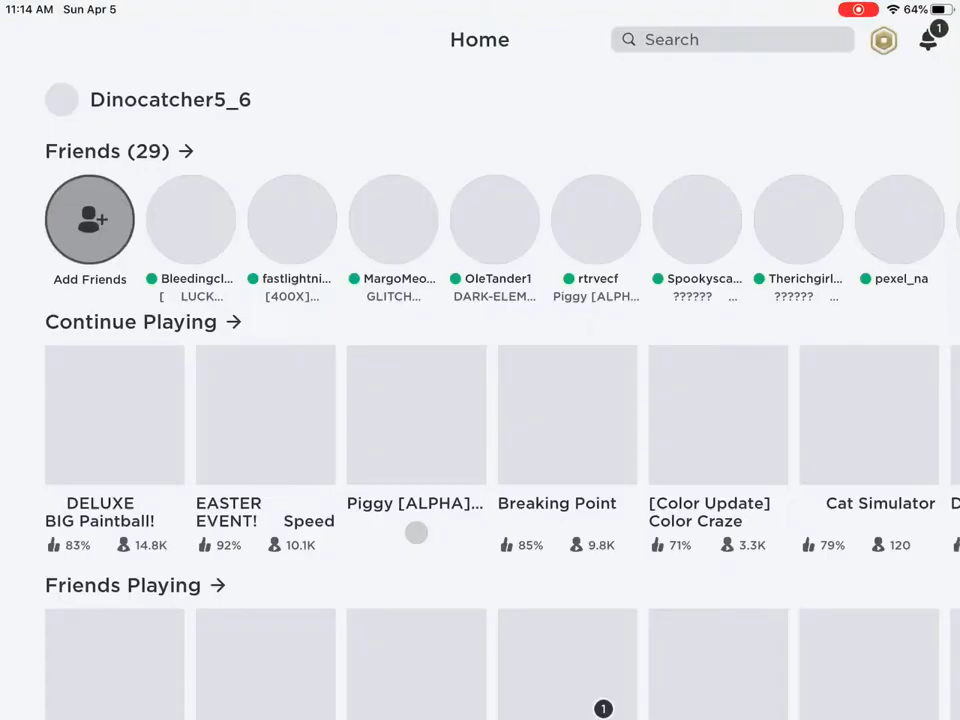 11:14 AM Sun Apr 5
64%
Home
Search
1
Dinocatcher5_6
Friends (29) →
Add Friends
Bleedingcl...
[ LUCK...
fastlightni...
[400X]...
MargoMeo...
GLITCH...
OleTander1
DARK-ELEM...
rtrvecf
Piggy [ALPH...
Spookysca...
?????? ...
Therichgirl...
?????? ...
pexel_na
Continue Playing →
DELUXE
BIG Paintball!
83% 14.8K
EASTER
EVENT! Speed
92% 10.1K
Piggy [ALPHA]...
Breaking Point
85% 9.8K
[Color Update]
Color Craze
71% 3.3K
Cat Simulator
79% 120
D
Friends Playing →
1